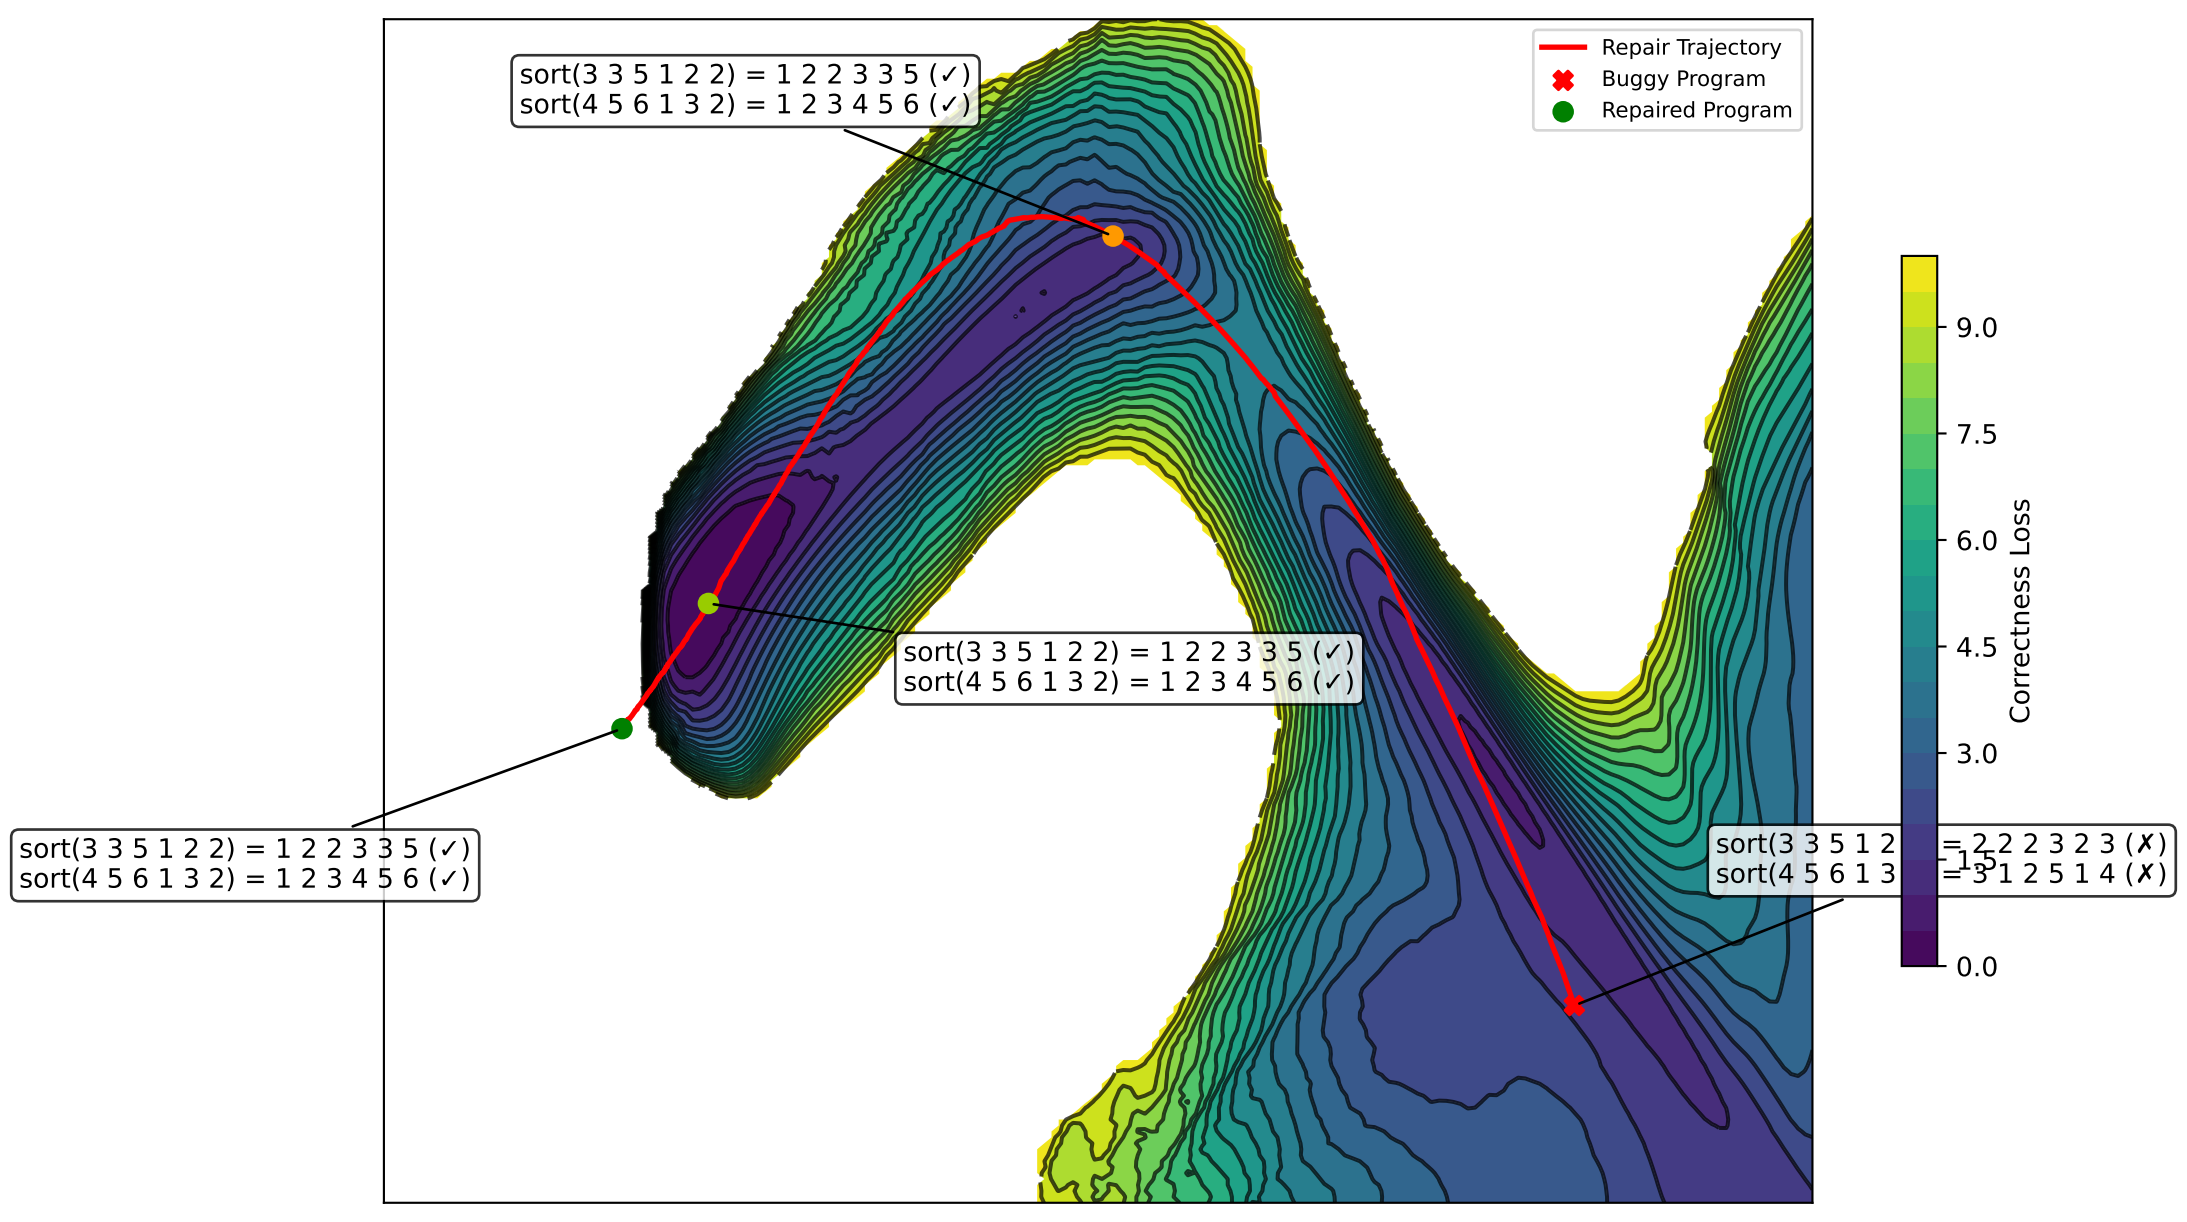 sort(3 3 5 1 2 2) = 1 2 2 3 3 5 (✓)
sort(4 5 6 1 3 2) = 1 2 3 4 5 6 (✓)
Repair Trajectory
Buggy Program
Repaired Program
9.0
7.5
6.0
4.5
3.0
1.5
0.0
Correctness Loss
sort(3 3 5 1 2 2) = 1 2 2 3 3 5 (✓)
sort(4 5 6 1 3 2) = 1 2 3 4 5 6 (✓)
sort(3 3 5 1 2 2) = 1 2 2 3 3 5 (✓)
sort(4 5 6 1 3 2) = 1 2 3 4 5 6 (✓)
sort(3 3 5 1 2 = 2 2 2 3 2 3 (✗)
sort(4 5 6 1 3 = 3 1 2 5 1 4 (✗)